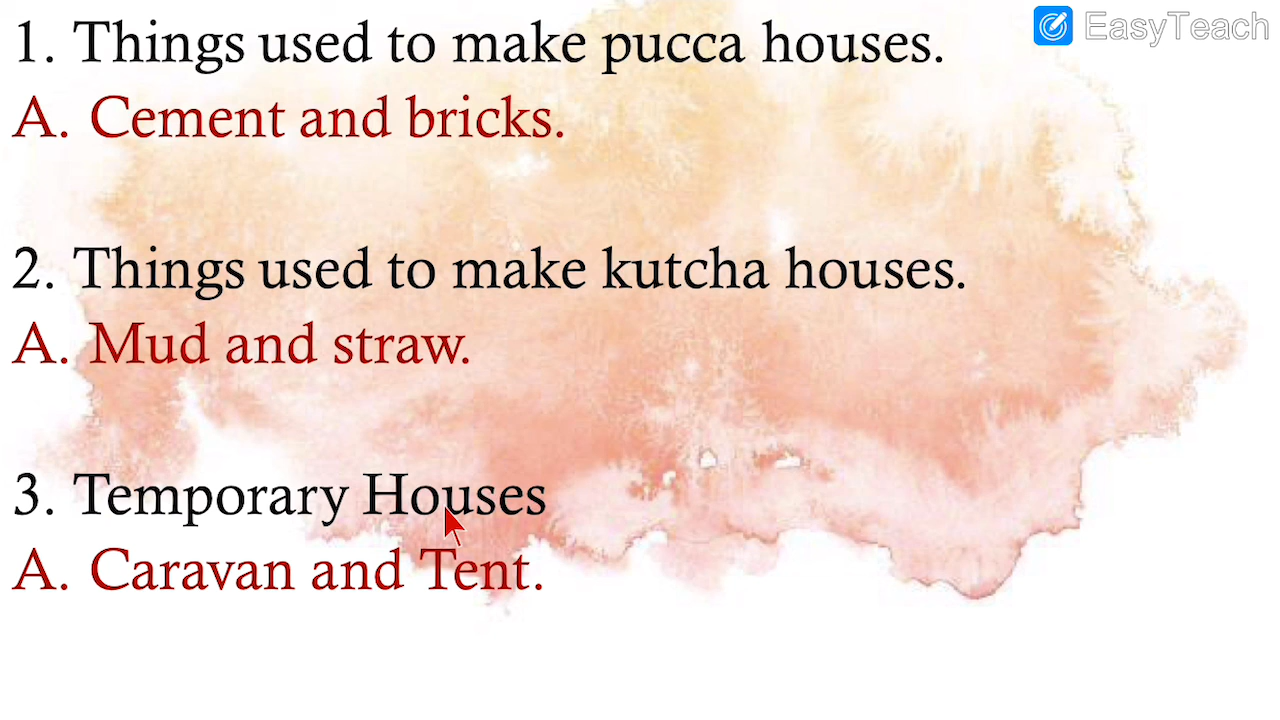 1. Things used to make pucca houses.
EasyTeach
A. Cement and bricks.
2. Things used to make kutcha houses.
A. Mud and straw.
3. Temporary Houses
A. Caravan and Tent.